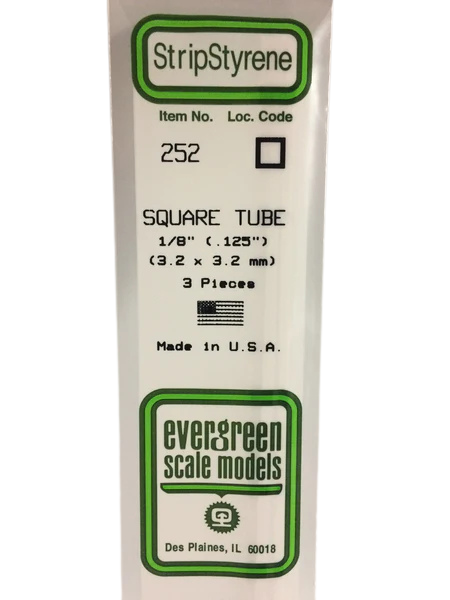 StripStyrene
Item No. Loc. Code
252
SQUARE TUBE
1/8" (.125")
(3.2 x 3.2 mm)
3 Pieces
Made in U.S.A.
evergreen
scale models
Des Plaines, IL 60018